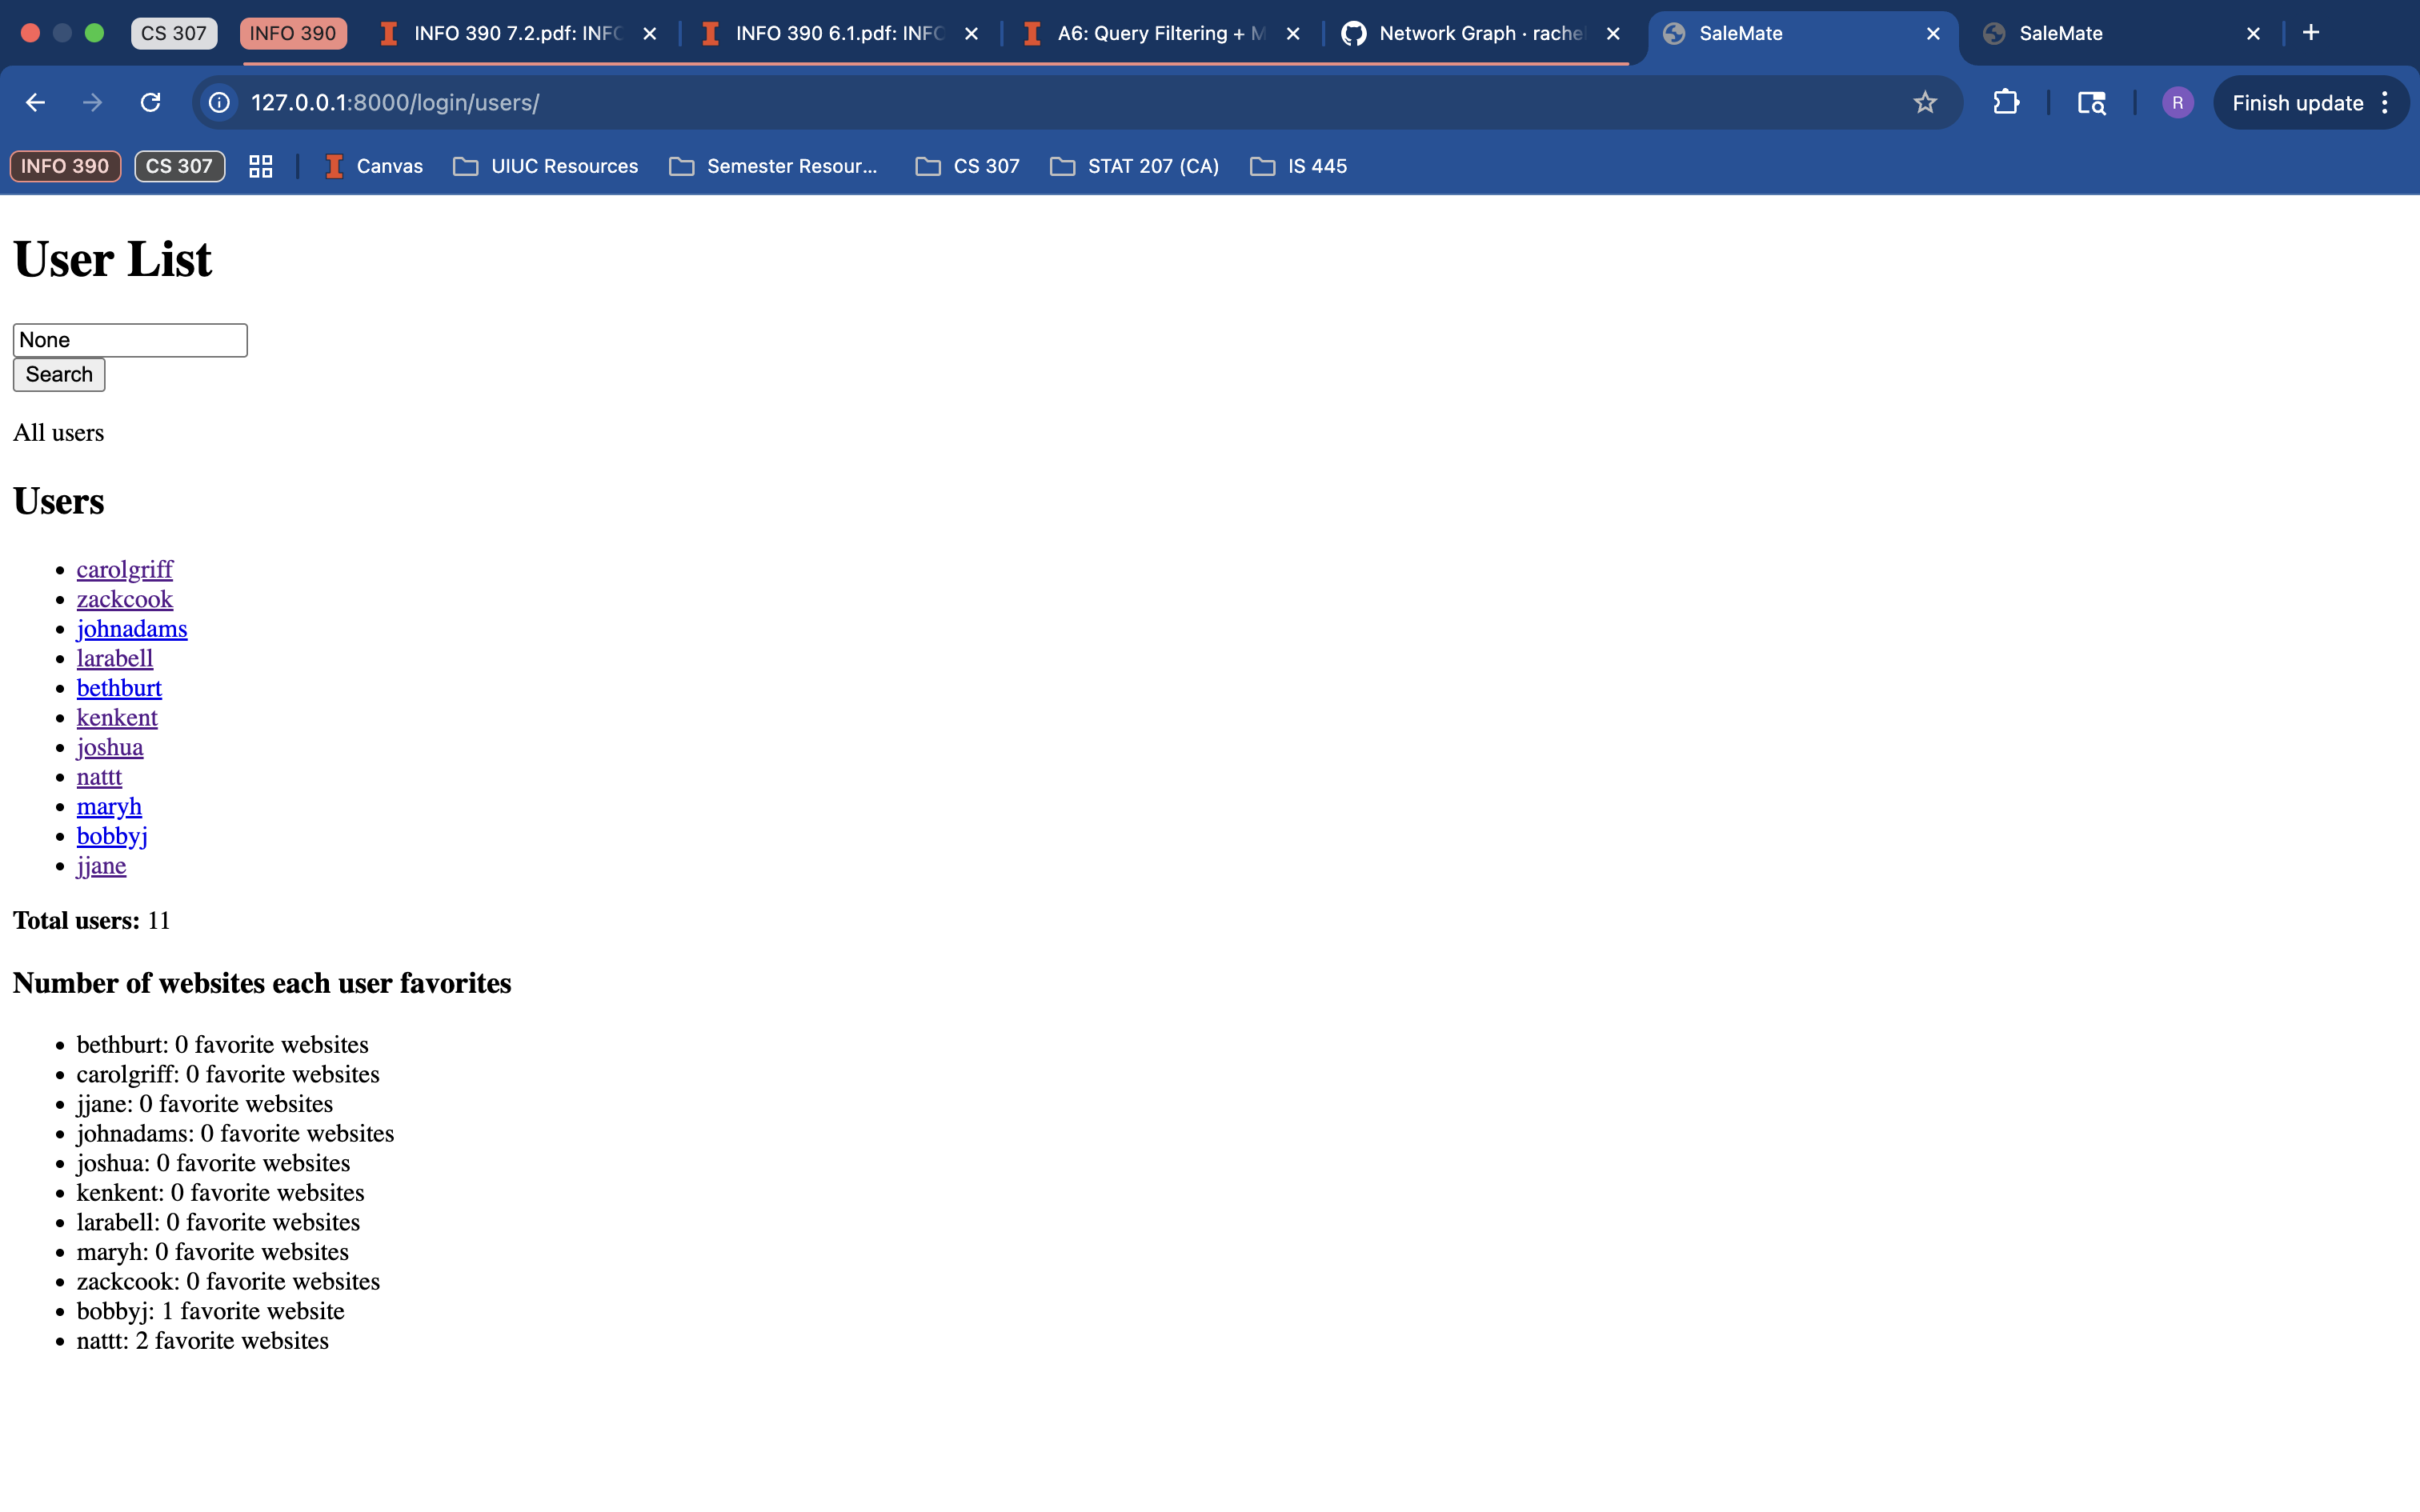 CS 307 INFO 390 INFO 390 7.2.pdf: INFC INFO 390 6.1.pdf: INFC A6: Query Filtering + M Network Graph · rache SaleMate SaleMate
127.0.0.1:8000/login/users/ R Finish update
INFO 390 CS 307 Canvas UIUC Resources Semester Resour... CS 307 STAT 207 (CA) IS 445
User List
None
Search
All users
Users
carolgriff
zackcook
johnadams
larabell
bethburt
kenkent
joshua
nattt
maryh
bobbyj
jjane
Total users: 11
Number of websites each user favorites
bethburt: 0 favorite websites
carolgriff: 0 favorite websites
jjane: 0 favorite websites
johnadams: 0 favorite websites
joshua: 0 favorite websites
kenkent: 0 favorite websites
larabell: 0 favorite websites
maryh: 0 favorite websites
zackcook: 0 favorite websites
bobbyj: 1 favorite website
nattt: 2 favorite websites